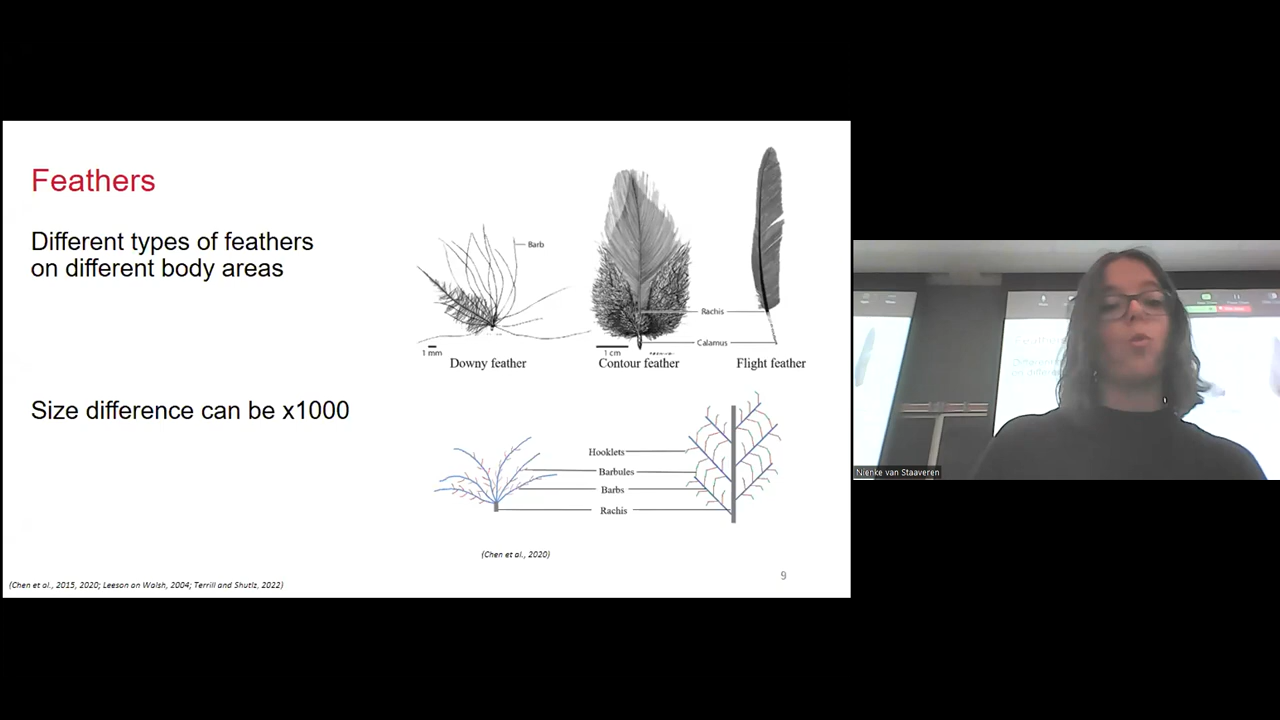 Feathers
Different types of feathers
on different body areas
Size difference can be x1000
Barb
Rachis
Calamus
1 mm
1 cm
Downy feather
Contour feather
Flight feather
Hooklets
Barbules
Barbs
Rachis
(Chen et al., 2020)
(Chen et al., 2015, 2020; Leeson an Walsh, 2004; Terrill and Shultz, 2022)
9
Nienke van Staaveren